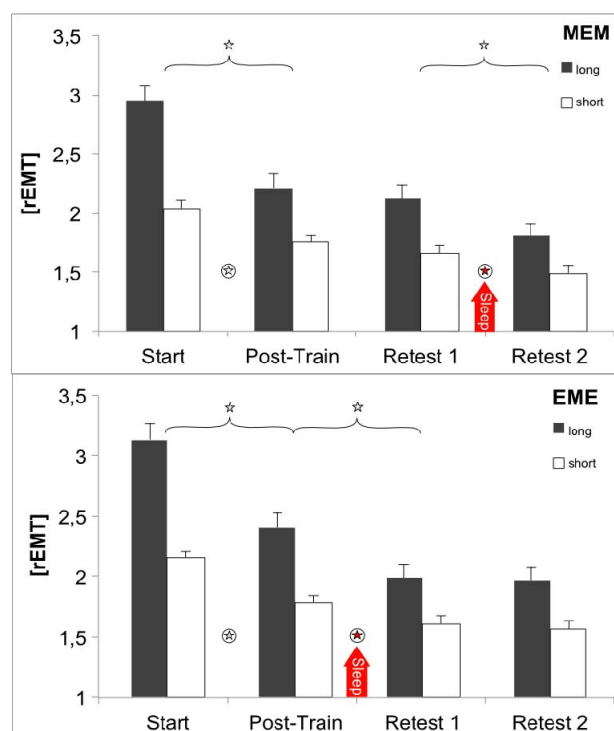 3,5
MEM
long
short
3
2,5
[rEMT]
2
1,5
Sleep
1
Start Post-Train Retest 1 Retest 2
3,5
EME
long
short
3
2,5
[rEMT]
2
1,5
Sleep
1
Start Post-Train Retest 1 Retest 2